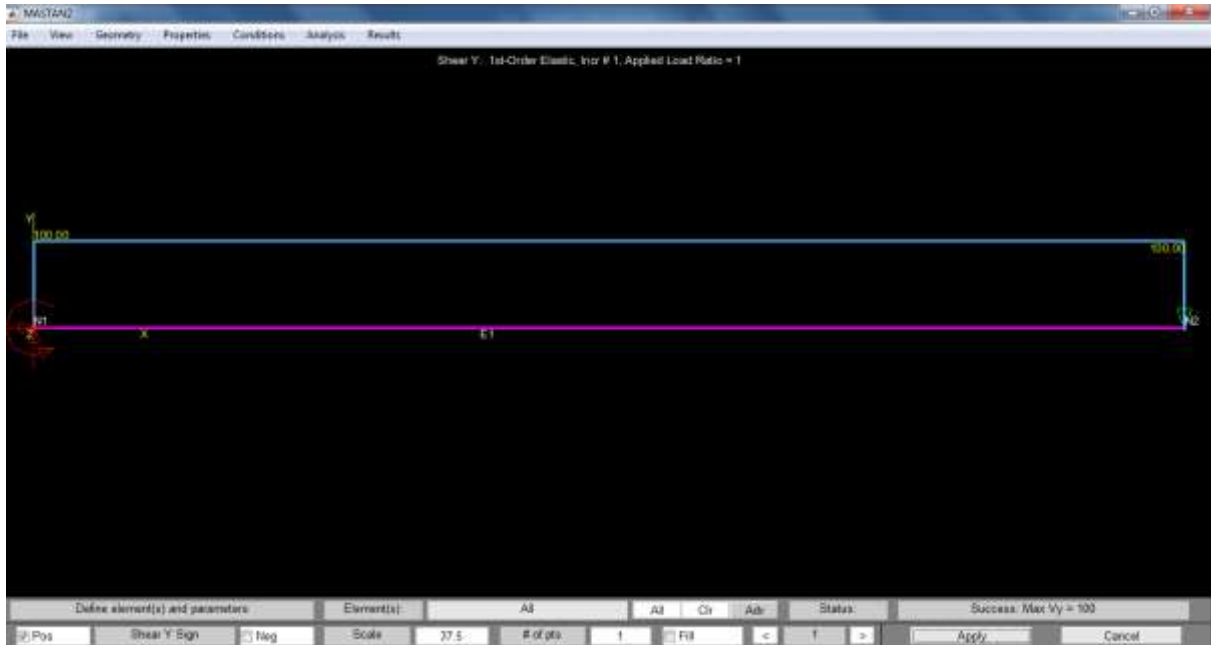 MASTAN2
File View Geometry Properties Conditions Analysis Results
Shear Y: 1st-Order Elastic, Incr # 1, Applied Load Ratio = 1
Y
100.00
100.00
N1
N2
Z
X
E1
Define element(s) and parameters Element(s): All All Clr Adv Status: Success: Max Vy = 100
Pos Shear Y Sign Neg Scale 37.5 # of pts 1 Fill < 1 > Apply Cancel